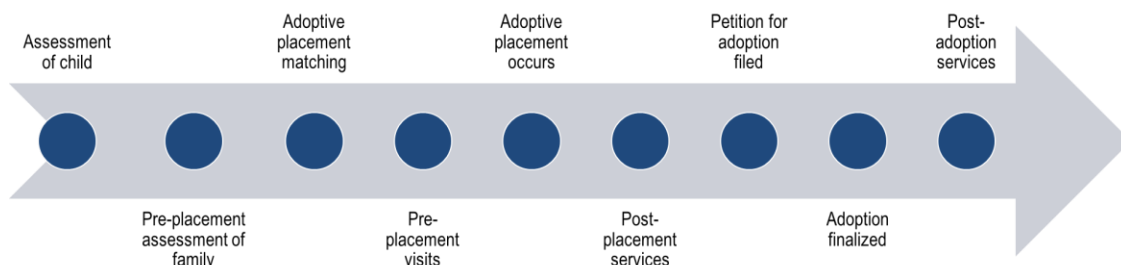 Assessment
of child
Pre-placement
assessment of
family
Adoptive
placement
matching
Pre-
placement
visits
Adoptive
placement
occurs
Post-
placement
services
Petition for
adoption
filed
Adoption
finalized
Post-
adoption
services